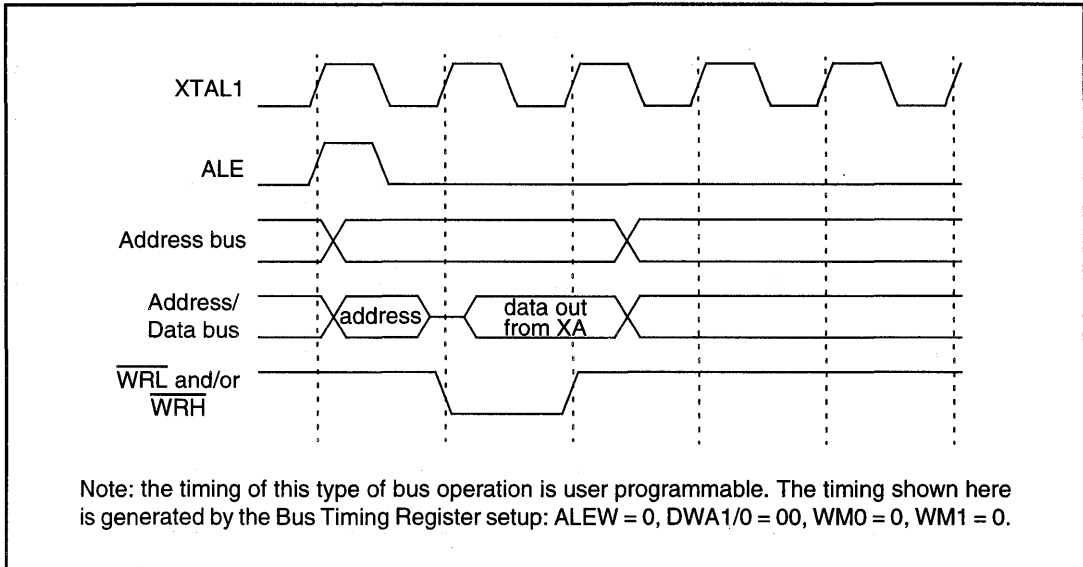 XTAL1
ALE
Address bus
Address/
Data bus
address
data out
from XA
WRL and/or
WRH
Note: the timing of this type of bus operation is user programmable. The timing shown here
is generated by the Bus Timing Register setup: ALEW = 0, DWA1/0 = 00, WM0 = 0, WM1 = 0.